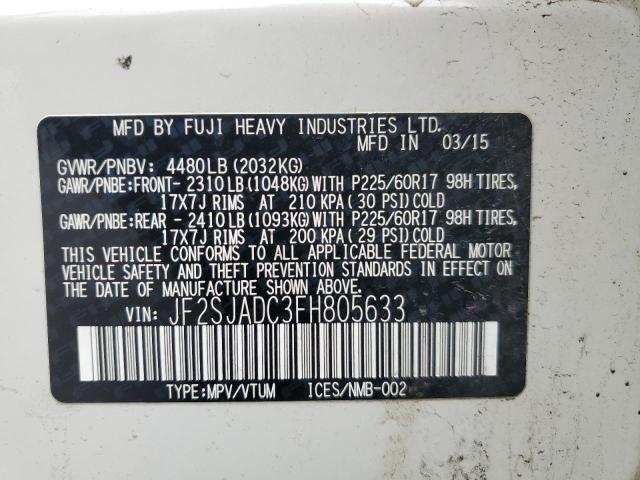 MFD BY FUJI HEAVY INDUSTRIES LTD.
MFD IN 03/15
GVWR/PNBV: 4480LB (2032KG)
GAWR/PNBE:FRONT- 2310LB (1048KG) WITH P225/60R17 98H TIRES,
17X7J RIMS AT 210 KPA (30 PSI) COLD
GAWR/PNBE:REAR - 2410LB (1093KG) WITH P225/60R17 98H TIRES,
17X7J RIMS AT 200 KPA (29 PSI) COLD
THIS VEHICLE CONFORMS TO ALL APPLICABLE FEDERAL MOTOR
VEHICLE SAFETY AND THEFT PREVENTION STANDARDS IN EFFECT
ON THE DATE OF MANUFACTURE SHOWN ABOVE.
VIN: JF2SJADC3FH805633
TYPE:MPV/VTUM ICES/NMB-002